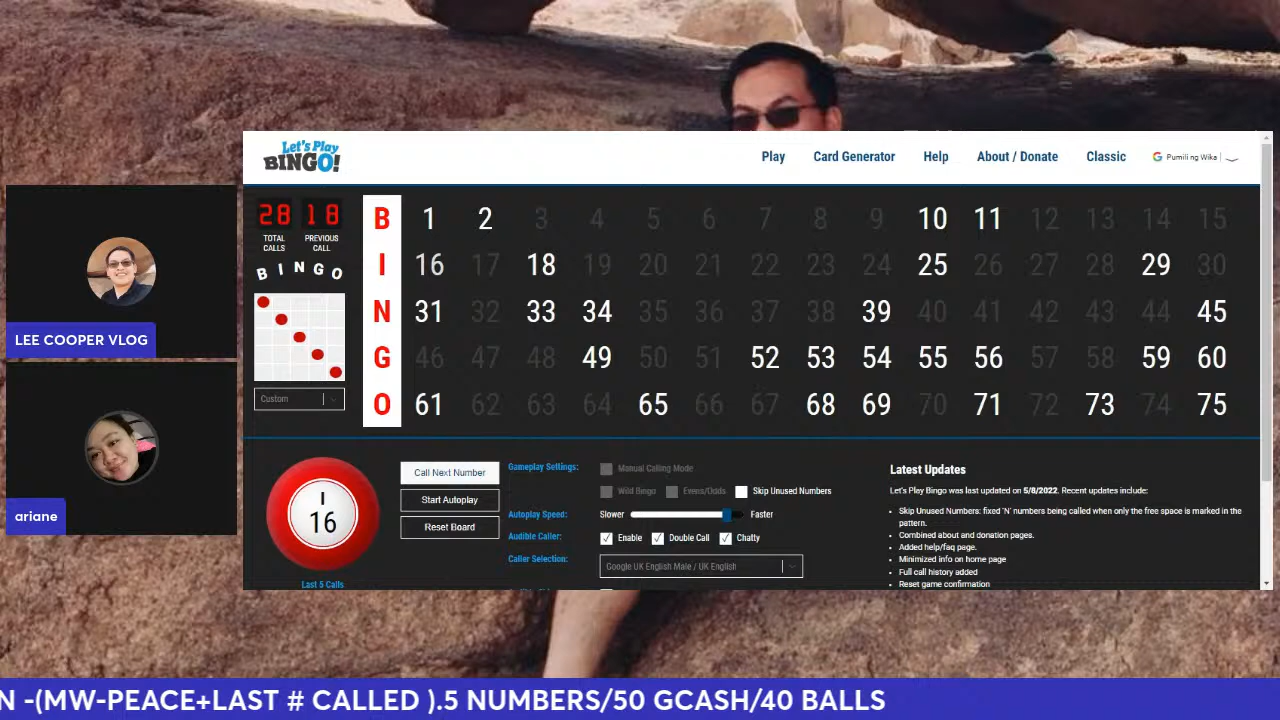 Let's Play
BINGO!
Play Help Card Generator About / Donate Classic Pumili ng Wika
28 18
TOTAL CALLS PREVIOUS CALL
B I N G O
Custom
B 1 2 3 4 5 6 7 8 9 10 11 12 13 14 15
I 16 17 18 19 20 21 22 23 24 25 26 27 28 29 30
N 31 32 33 34 35 36 37 38 39 40 41 42 43 44 45
G 46 47 48 49 50 51 52 53 54 55 56 57 58 59 60
O 61 62 63 64 65 66 67 68 69 70 71 72 73 74 75
LEE COOPER VLOG
ariane
I
16
Last 5 Calls
Call Next Number
Start Autoplay
Reset Board
Gameplay Settings: Manual Calling Mode
Wild Bingo Evens/Odds Skip Unused Numbers
Autoplay Speed: Slower Faster
Audible Caller: Enable Double Call Chatty
Caller Selection: Google UK English Male / UK English
Latest Updates
Let's Play Bingo was last updated on 5/8/2022. Recent updates include:
Skip Unused Numbers: fixed 'N' numbers being called when only the free space is marked in the
pattern.
Combined about and donation pages.
Added help/faq page.
Minimized info on home page
Full call history added
Reset game confirmation
N -(MW-PEACE+LAST # CALLED ).5 NUMBERS/50 GCASH/40 BALLS